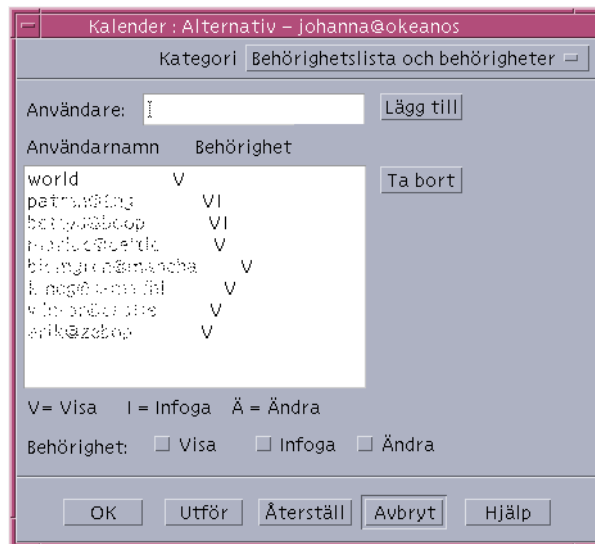 Kalender : Alternativ – johanna@okeanos
Kategori Behörighetslista och behörigheter
Användare: Lägg till
Användarnamn Behörighet
world V
Ta bort
VI
VI
V
V
V
V
V
V= Visa I = Infoga Ä = Ändra
Behörighet: Visa Infoga Ändra
OK Utför Återställ Avbryt Hjälp